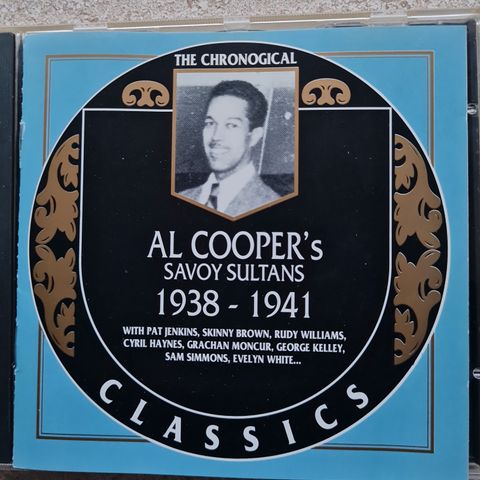 THE CHRONOGICAL
AL COOPER's
SAVOY SULTANS
1938 - 1941
WITH PAT JENKINS, SKINNY BROWN, RUDY WILLIAMS,
CYRIL HAYNES, GRACHAN MONCUR, GEORGE KELLEY,
SAM SIMMONS, EVELYN WHITE...
CLASSICS